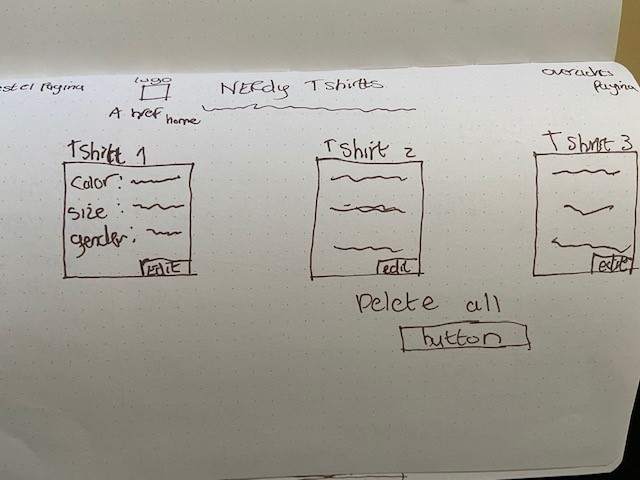 estel Pagina
logo
A href home
NErdy Tshirts
Pagina
Tshirt 1
Color:
size :
gender:
Edit
Tshirt 2
edit
Tshirt 3
edit
Delete all
button